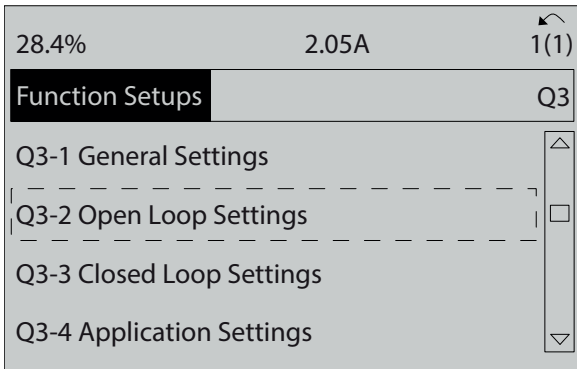 28.4% 2.05A 1(1)
Function Setups Q3
Q3-1 General Settings
Q3-2 Open Loop Settings
Q3-3 Closed Loop Settings
Q3-4 Application Settings